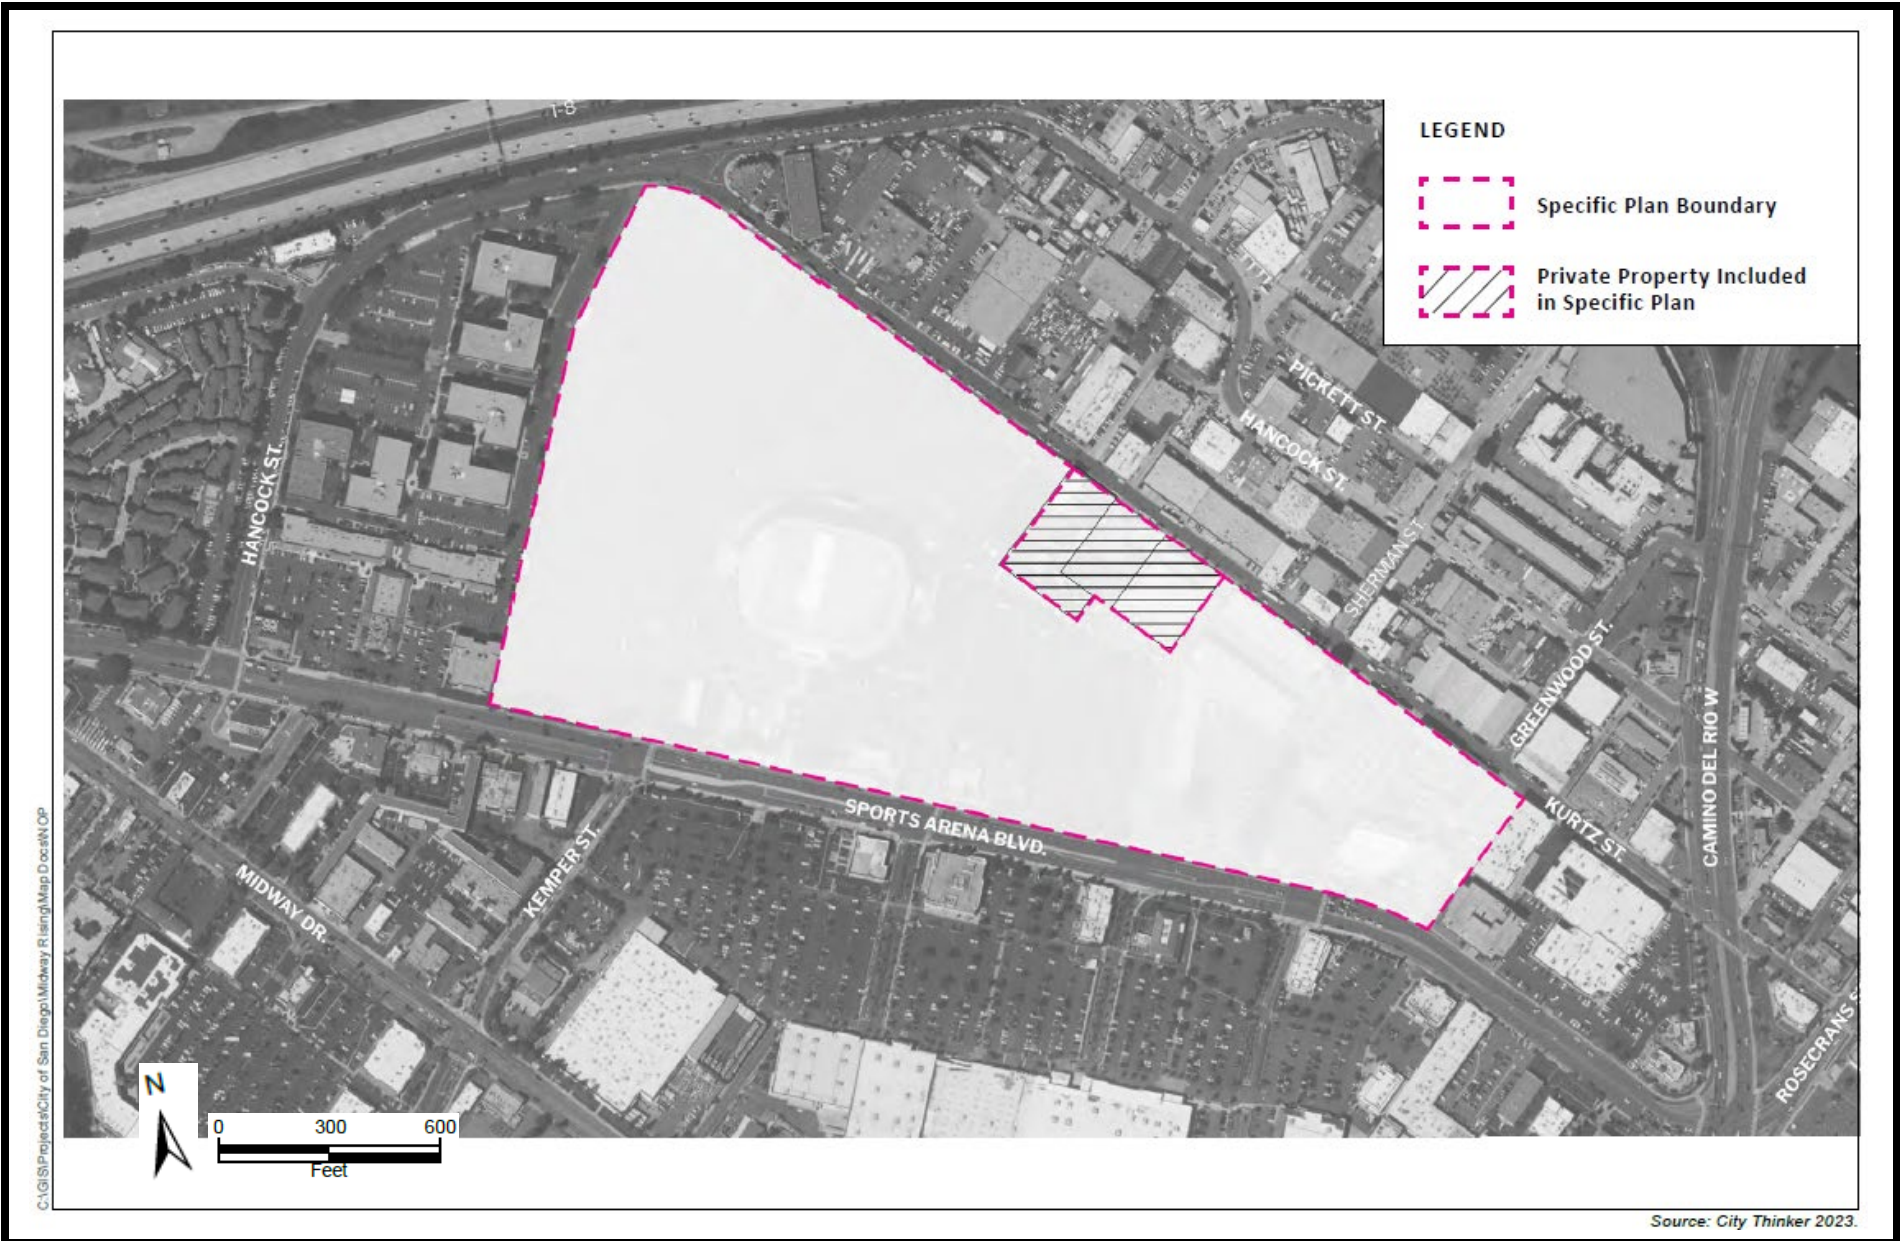 I-8
LEGEND
Specific Plan Boundary
Private Property Included
in Specific Plan
PICKETT ST.
HANCOCK ST.
HANCOCK ST.
SHERMAN ST.
GREENWOOD ST.
CAMINO DEL RIO W
KURTZ ST.
SPORTS ARENA BLVD.
KEMPER ST.
MIDWAY DR.
ROSECRANS S
N
0 300 600
Feet
C:\GIS\Projects\City of San Diego\Midway Rising\Map Docs\NOP
Source: City Thinker 2023.